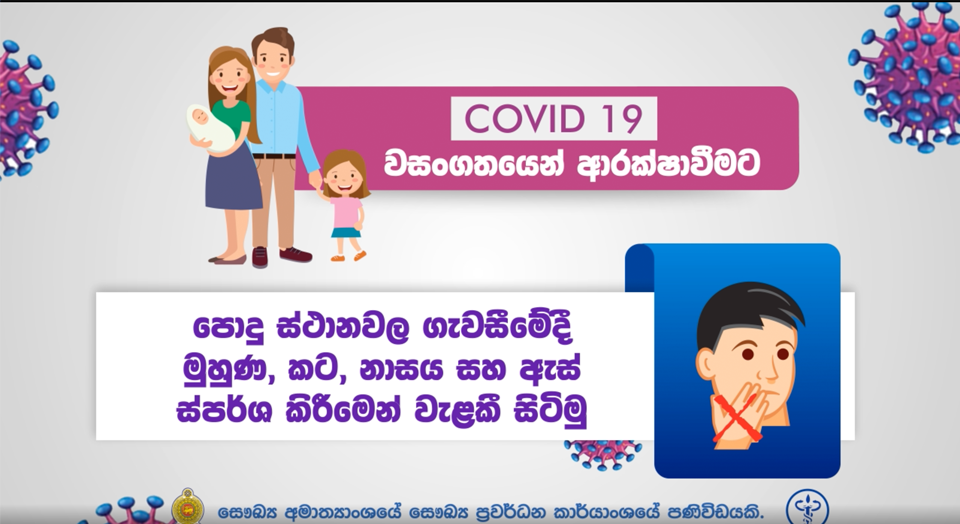 COVID 19
වසංගතයෙන් ආරක්ෂාවීමට
පොදු ස්ථානවල ගැවසීමේදී
මුහුණ, කට, නාසය සහ ඇස්
ස්පර්ශ කිරීමෙන් වැළකී සිටිමු
සෞඛ්‍ය අමාත්‍යාංශයේ සෞඛ්‍ය ප්‍රවර්ධන කාර්යාංශයේ පණිවිඩයකි.